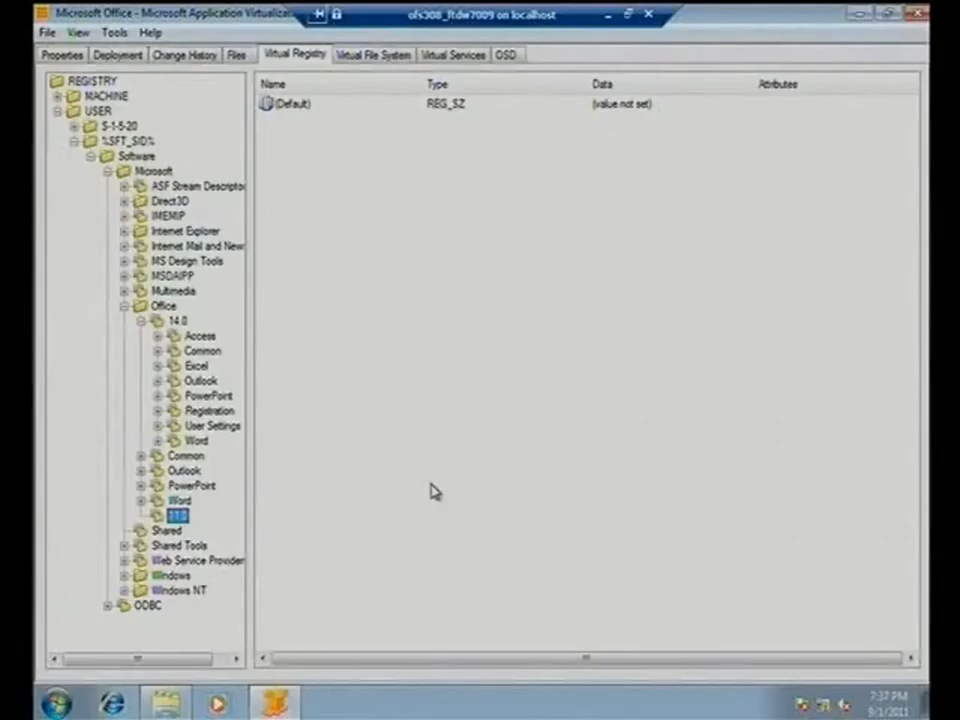 Microsoft Office - Microsoft Application Virtualiza
ofs308_ftdw7009 on localhost
File View Tools Help
Properties Deployment Change History Files Virtual Registry Virtual File System Virtual Services OSD
REGISTRY
MACHINE
USER
S-1-5-20
%SFT_SID%
Software
Microsoft
ASF Stream Descripto
Direct3D
IMEMIP
Internet Explorer
Internet Mail and New
MS Design Tools
MSDAIPP
Multimedia
Office
14.0
Access
Common
Excel
Outlook
PowerPoint
Registration
User Settings
Word
Common
Outlook
PowerPoint
Word
11.0
Shared
Shared Tools
Web Service Provider
Windows
Windows NT
ODBC
Name Type Data Attributes
(Default) REG_SZ (value not set)
7:37 PM
9/1/2011